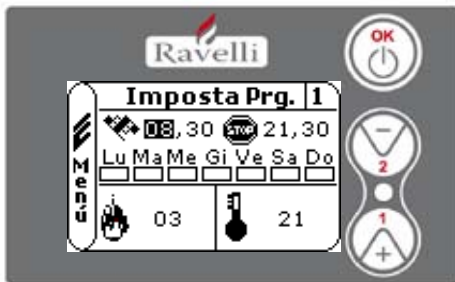 Ravelli
OK
Imposta Prg. 1
08,30 STOP 21,30
Lu Ma Me Gi Ve Sa Do
Menú
03 21
2
1